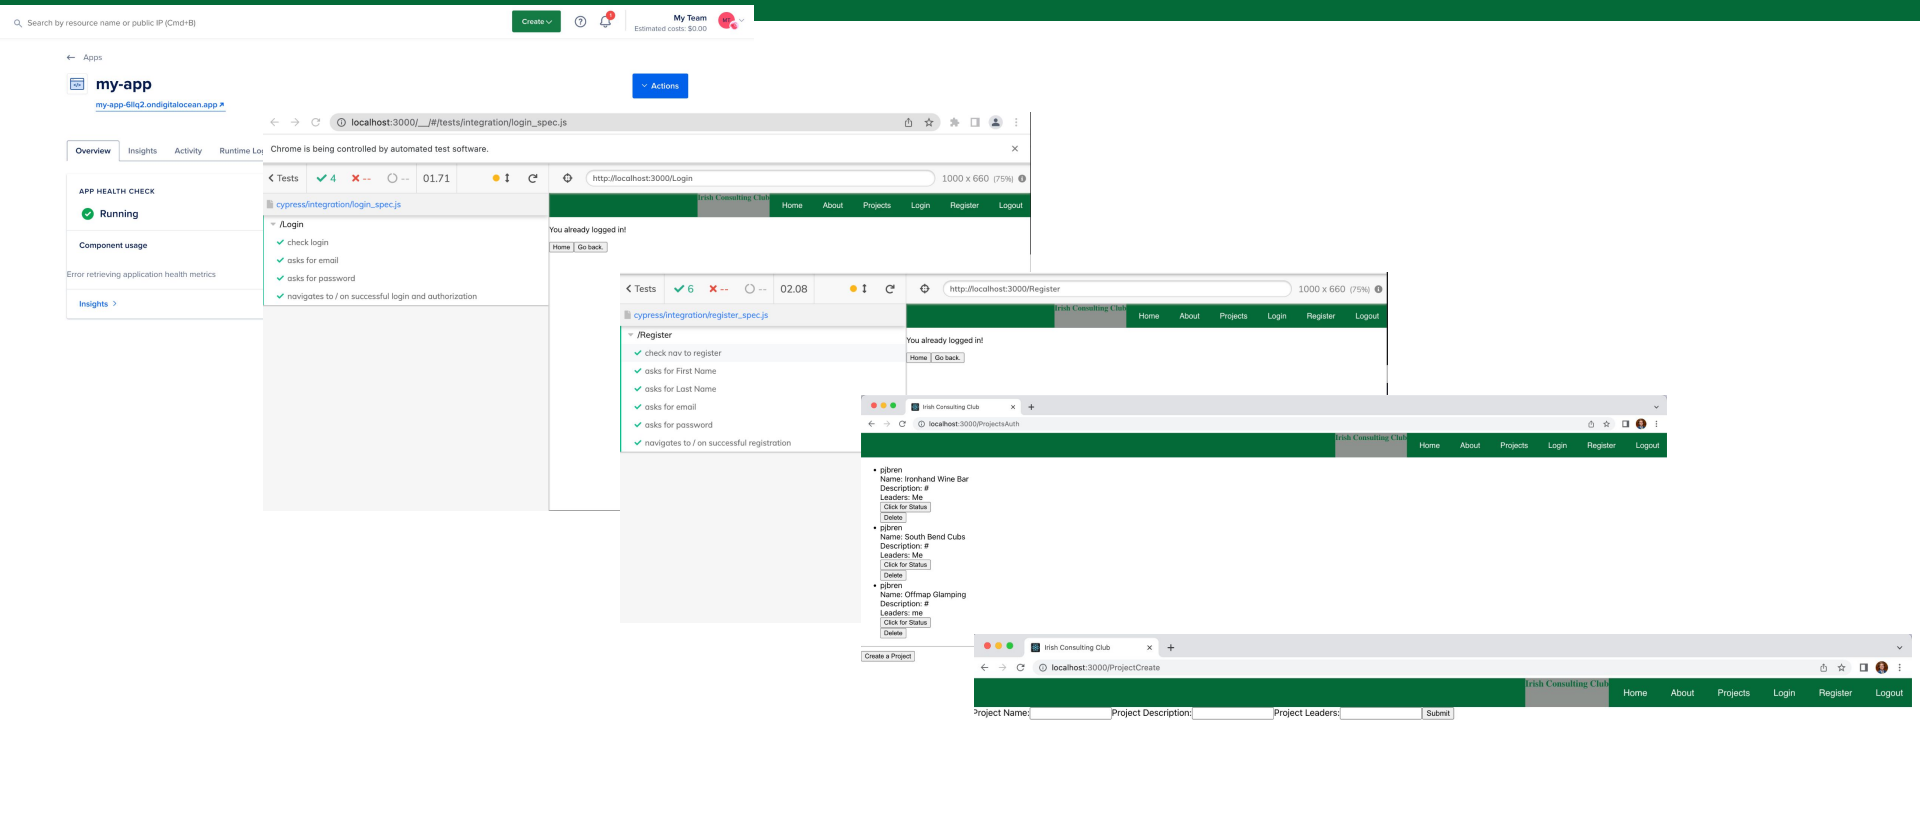 Search by resource name or public IP (Cmd+B)
Create
My Team
Estimated costs: $0.00
MT
1
← Apps
my-app
my-app-6llq2.ondigitalocean.app
Actions
Overview Insights Activity Runtime Lo
APP HEALTH CHECK
Running
Component usage
Error retrieving application health metrics
Insights >
localhost:3000/__/#/tests/integration/login_spec.js
Chrome is being controlled by automated test software.
< Tests 4 -- -- 01.71
http://localhost:3000/Login
1000 x 660 (75%)
cypress/integration/login_spec.js
/Login
check login
asks for email
asks for password
navigates to / on successful login and authorization
Irish Consulting Club
Home About Projects Login Register Logout
You already logged in!
Home Go back.
< Tests 6 -- -- 02.08
http://localhost:3000/Register
1000 x 660 (75%)
cypress/integration/register_spec.js
/Register
check nav to register
asks for First Name
asks for Last Name
asks for email
asks for password
navigates to / on successful registration
Irish Consulting Club
Home About Projects Login Register Logout
You already logged in!
Home Go back.
Irish Consulting Club
localhost:3000/ProjectsAuth
Irish Consulting Club
Home About Projects Login Register Logout
• pjbren
Name: Ironhand Wine Bar
Description: #
Leaders: Me
Click for Status
Delete
• pjbren
Name: South Bend Cubs
Description: #
Leaders: Me
Click for Status
Delete
• pjbren
Name: Offmap Glamping
Description: #
Leaders: me
Click for Status
Delete
Create a Project
Irish Consulting Club
localhost:3000/ProjectCreate
Irish Consulting Club
Home About Projects Login Register Logout
Project Name: Project Description: Project Leaders: Submit